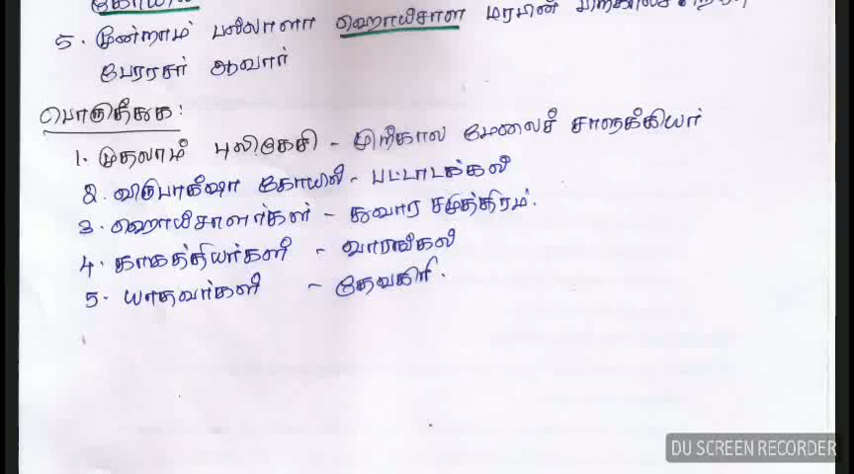 கோயில்
5. மூன்றாம் பல்லாளா ஹொய்சால மரபின்
பேரரசர் ஆவார்
பொருத்துக:
1. முதலாம் புலிகேசி - முற்கால மேலைச் சாளுக்கியர்
2. விருபாக்ஷா கோயில் - பட்டாடக்கல்
3. ஹொய்சாளர்கள் - துவார சமுத்திரம்.
4. காகத்தியர்கள் - வாராங்கல்
5. யாதவர்கள் - தேவகிரி.
DU SCREEN RECORDER